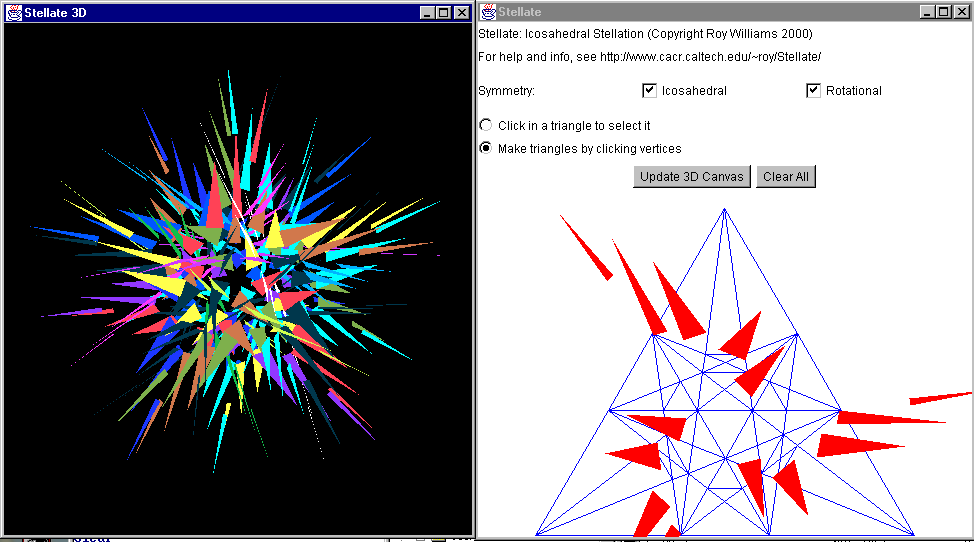 Stellate 3D
Stellate
Stellate: Icosahedral Stellation (Copyright Roy Williams 2000)
For help and info, see http://www.cacr.caltech.edu/~roy/Stellate/
Symmetry: Icosahedral Rotational
Click in a triangle to select it
Make triangles by clicking vertices
Update 3D Canvas Clear All